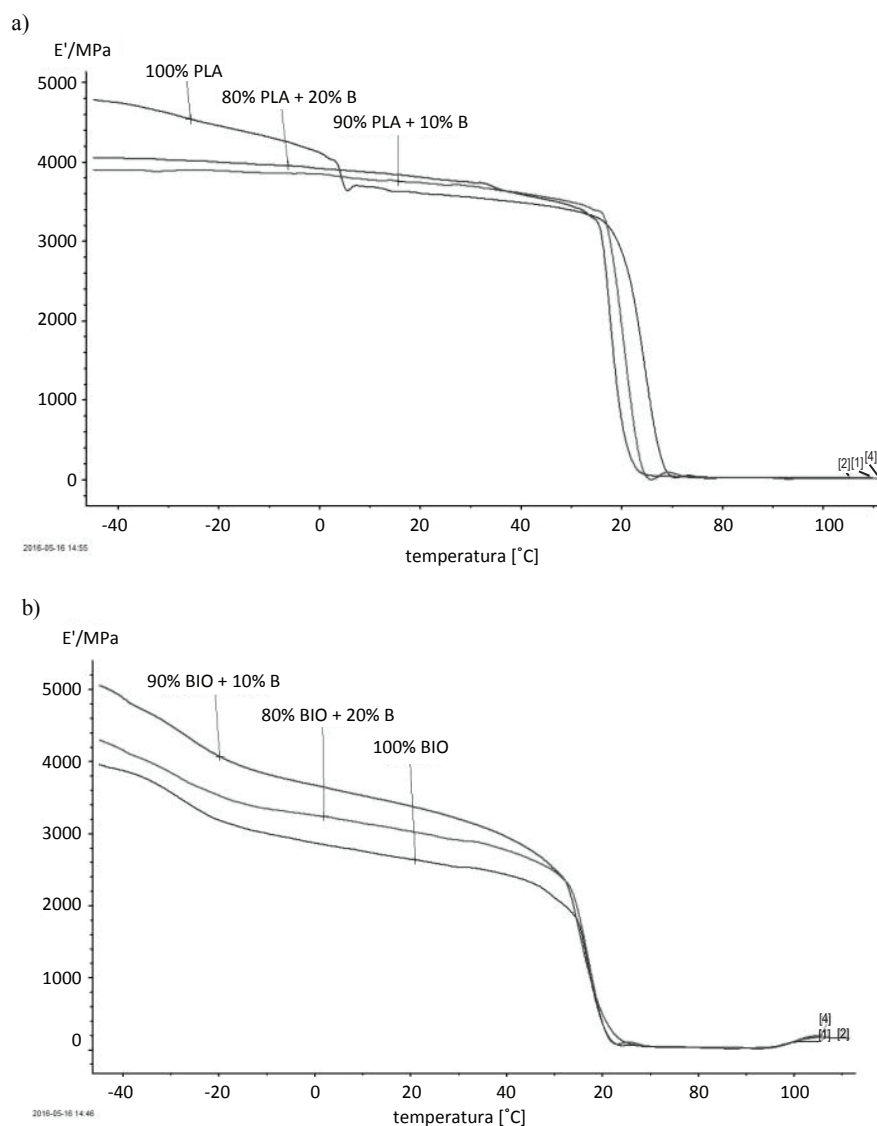 a)
E'/MPa
100% PLA
80% PLA + 20% B
90% PLA + 10% B
5000
4000
3000
2000
1000
0
[2] [1] [4]
-40 -20 0 20 40 20 80 100
temperatura [˚C]
2016-05-16 14:55
b)
E'/MPa
90% BIO + 10% B
80% BIO + 20% B
100% BIO
5000
4000
3000
2000
1000
0
[4]
[1] [2]
-40 -20 0 20 40 20 80 100
temperatura [˚C]
2016-05-16 14:46